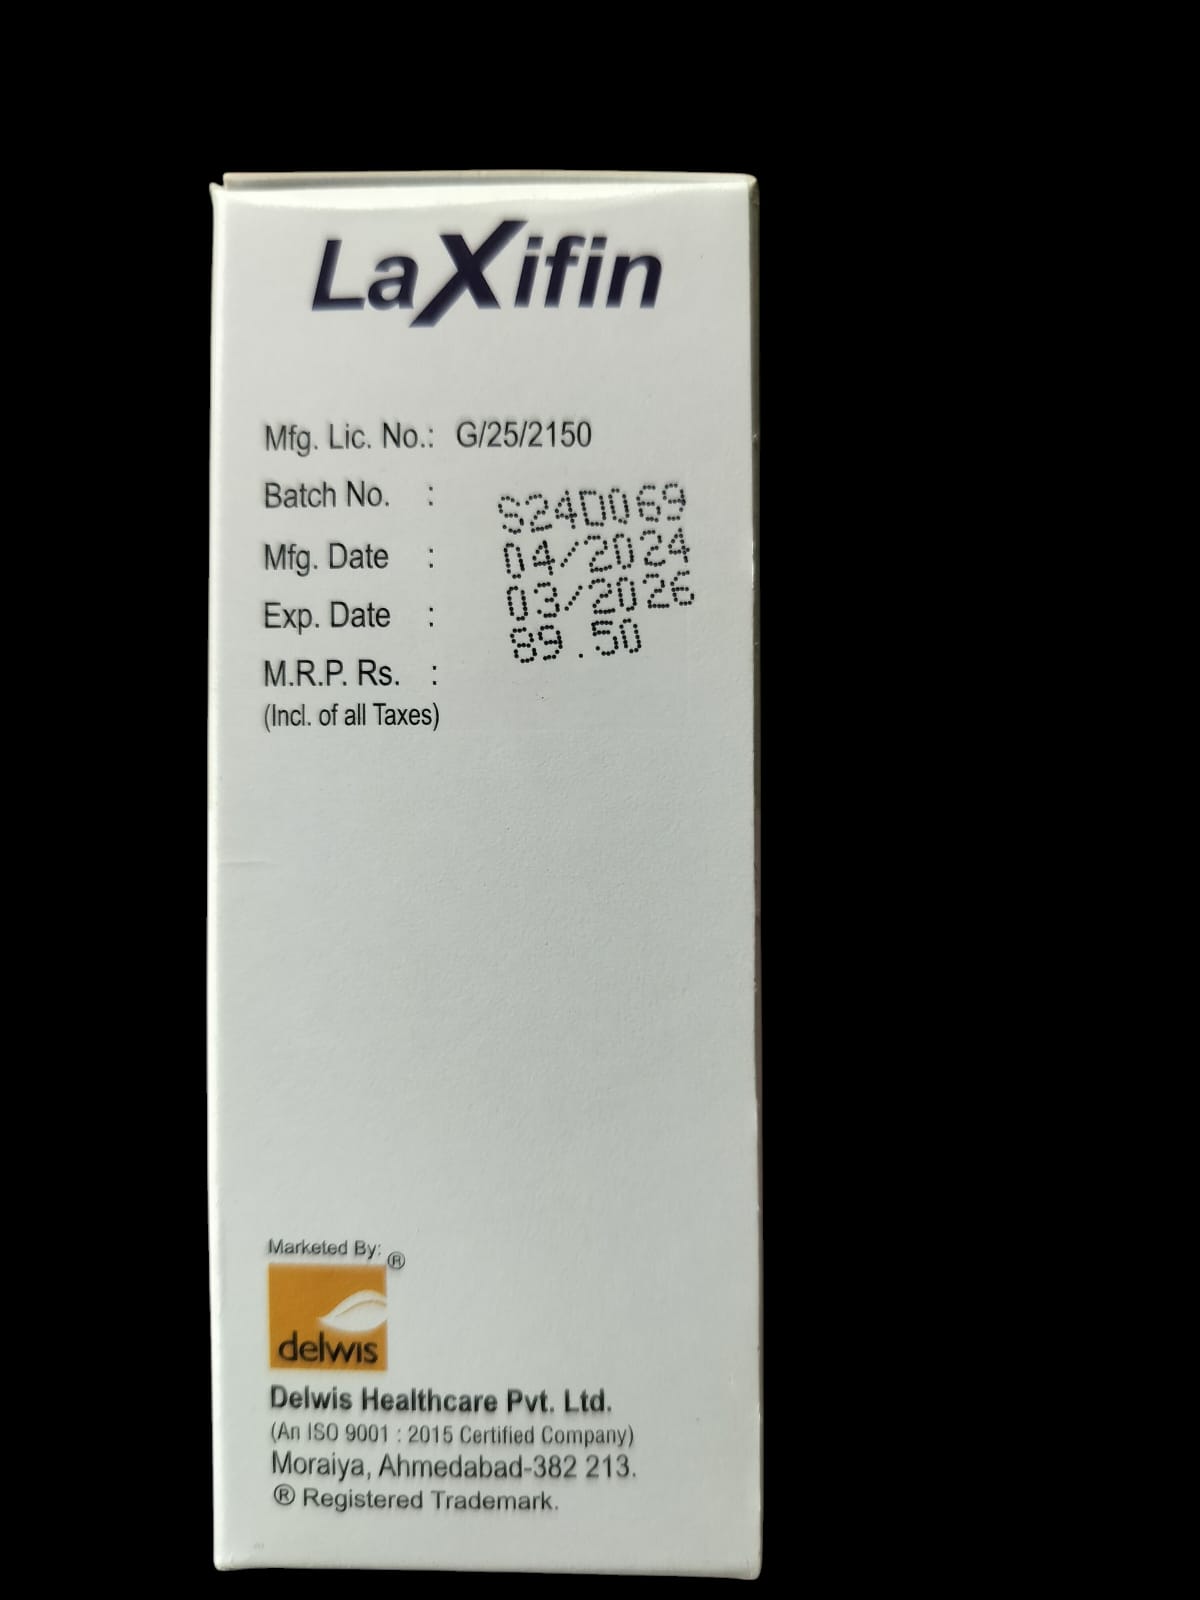 LaXifin
Mfg. Lic. No.: G/25/2150
Batch No. : S24D069
Mfg. Date : 04/2024
Exp. Date : 03/2026
M.R.P. Rs. : 89.50
(Incl. of all Taxes)
Marketed By:
®
delwis
Delwis Healthcare Pvt. Ltd.
(An ISO 9001 : 2015 Certified Company)
Moraiya, Ahmedabad-382 213.
® Registered Trademark.